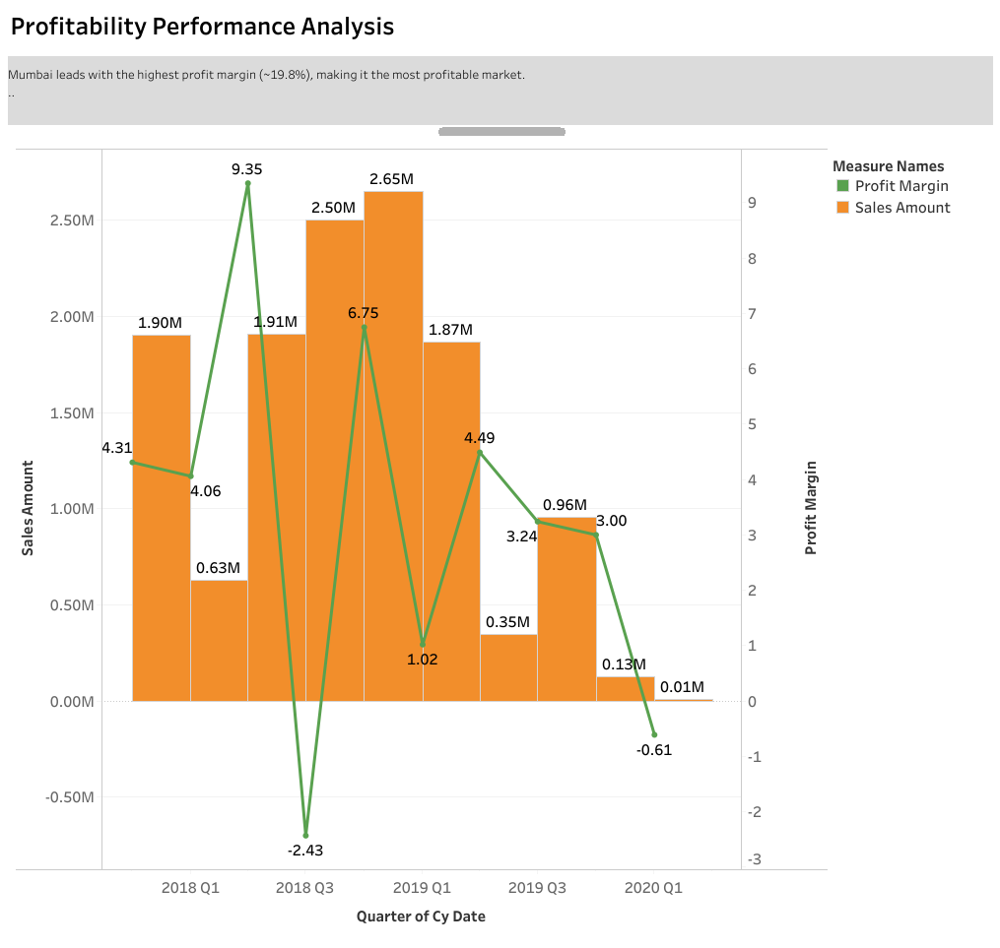 Profitability Performance Analysis
Mumbai leads with the highest profit margin (~19.8%), making it the most profitable market.
..
Measure Names
Profit Margin
Sales Amount
2.50M
2.00M
1.50M
1.00M
0.50M
0.00M
-0.50M
Sales Amount
1.90M
0.63M
1.91M
2.50M
2.65M
1.87M
0.35M
0.96M
0.13M
0.01M
4.31
4.06
9.35
-2.43
6.75
1.02
4.49
3.24
3.00
-0.61
9
8
7
6
5
4
3
2
1
0
-1
-2
-3
Profit Margin
2018 Q1
2018 Q3
2019 Q1
2019 Q3
2020 Q1
Quarter of Cy Date